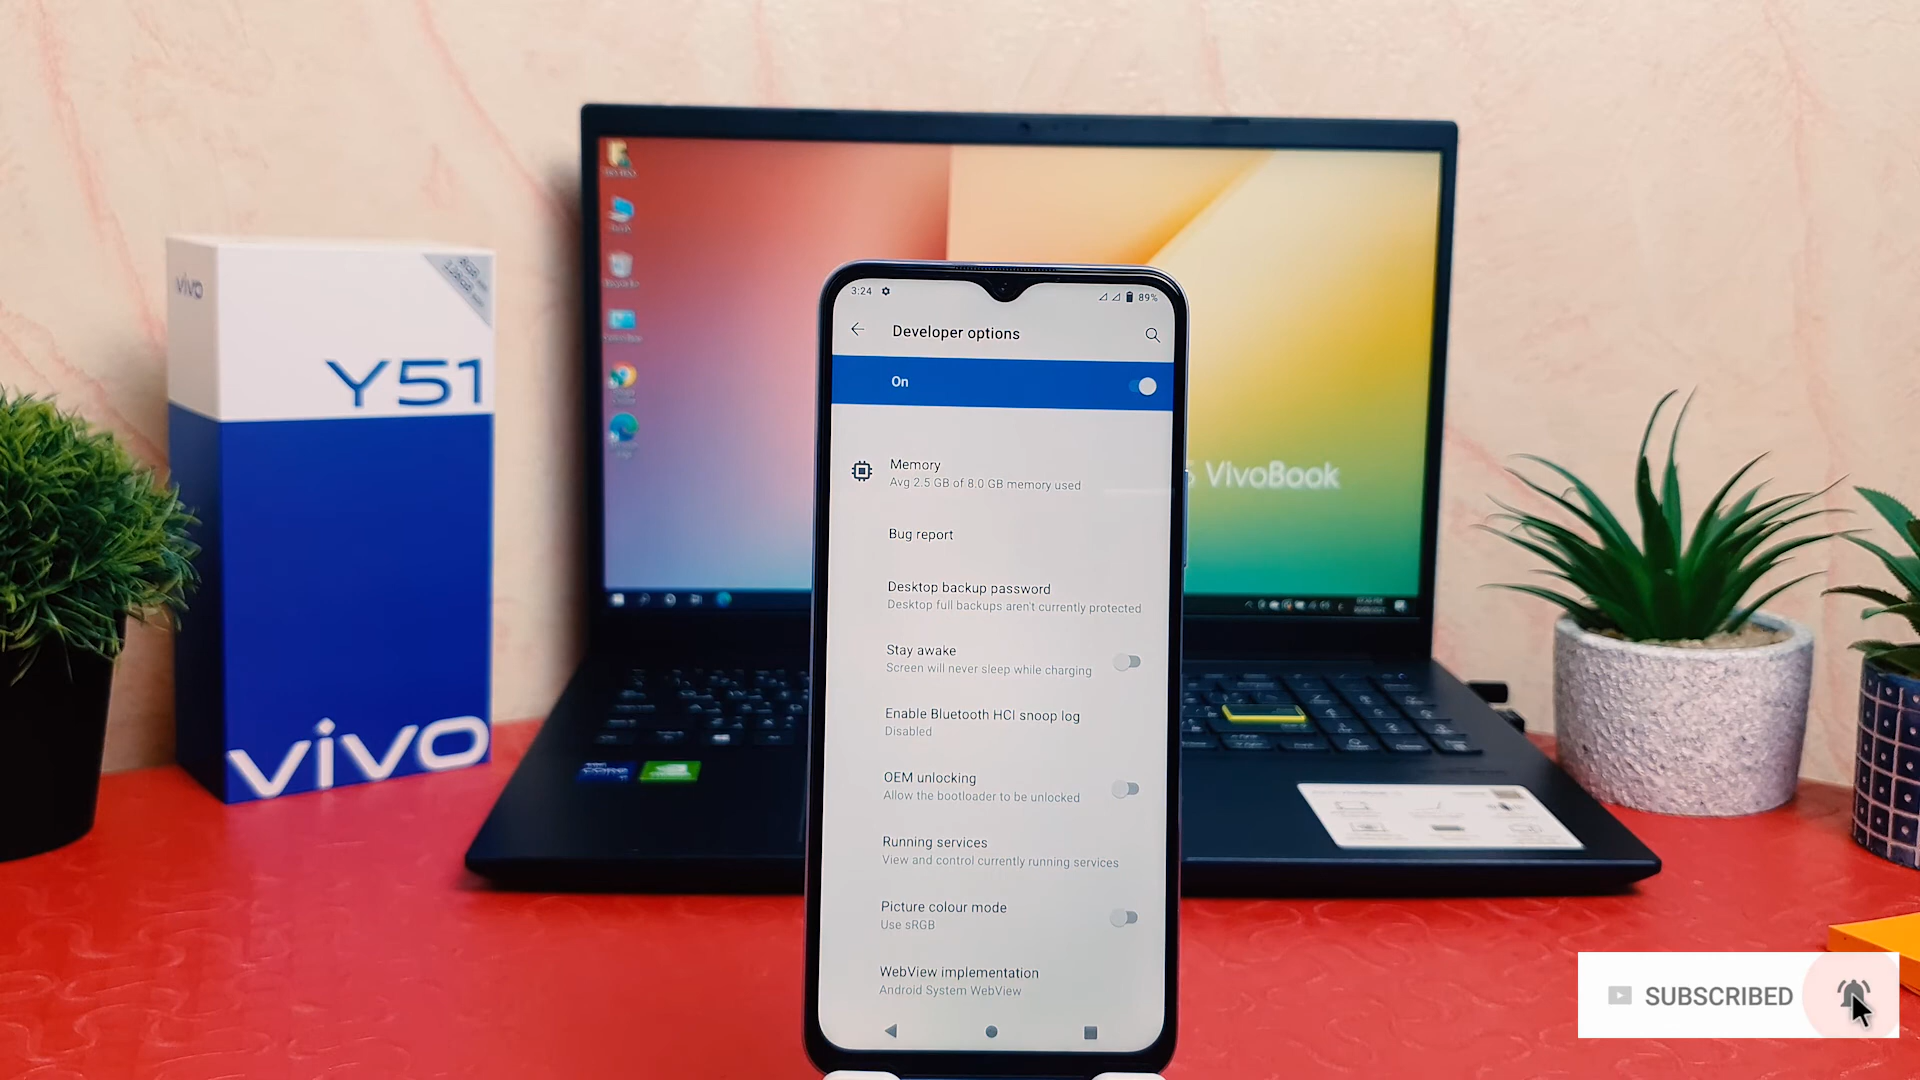 vivo
Y51
vivo
VivoBook
3:24
89%
Developer options
On
Memory
Avg 2.5 GB of 8.0 GB memory used
Bug report
Desktop backup password
Desktop full backups aren't currently protected
Stay awake
Screen will never sleep while charging
Enable Bluetooth HCI snoop log
Disabled
OEM unlocking
Allow the bootloader to be unlocked
Running services
View and control currently running services
Picture colour mode
Use sRGB
WebView implementation
Android System WebView
SUBSCRIBED